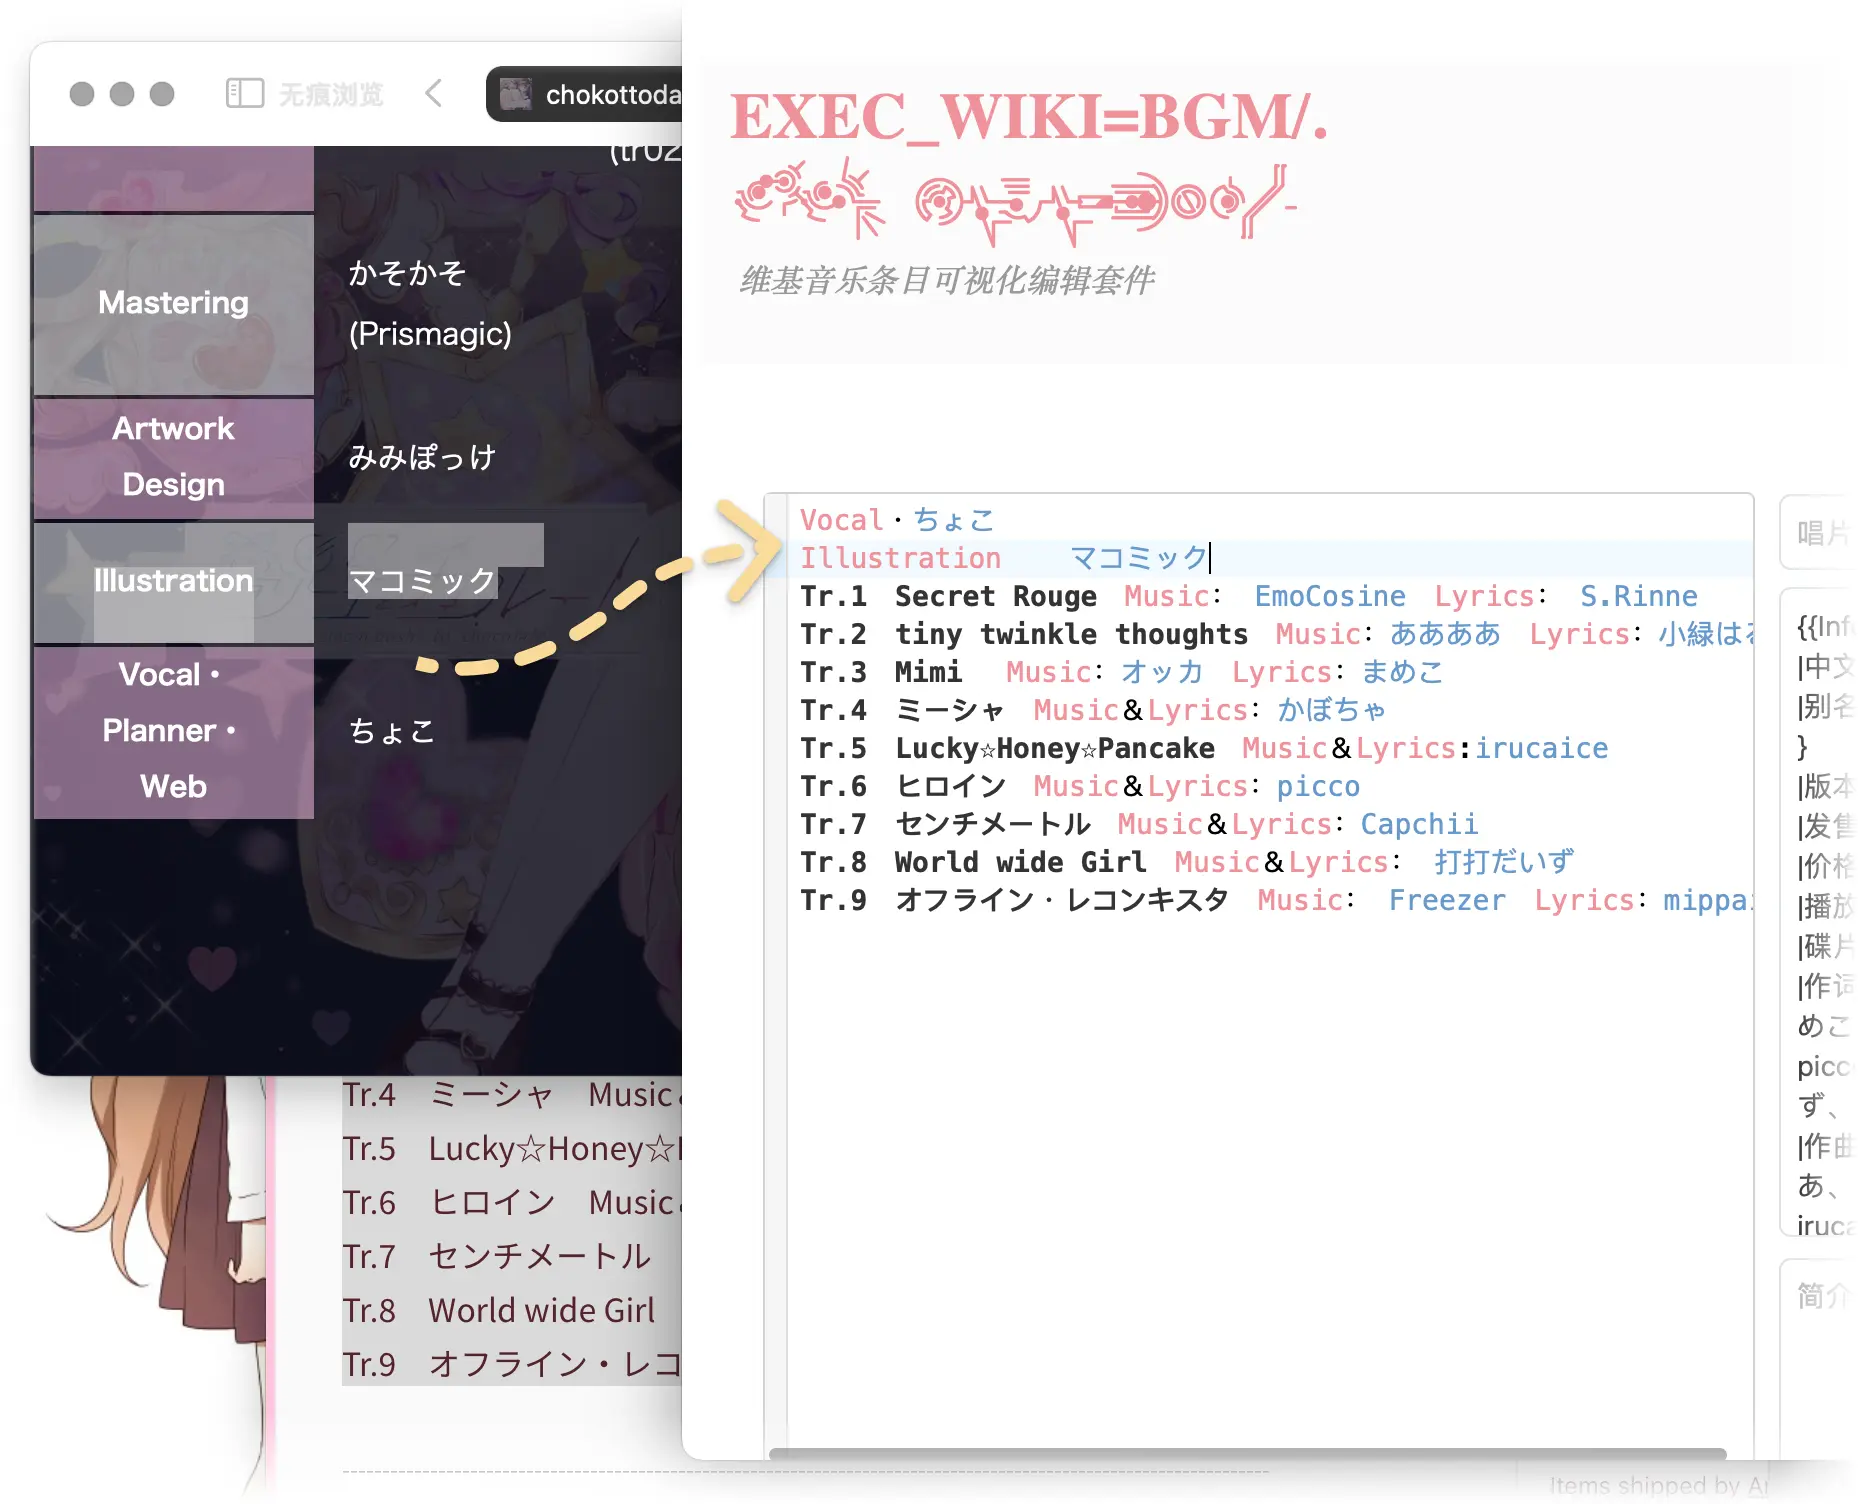 无痕浏览
chokottoda
(tr02
Mastering
かそかそ
(Prismagic)
Artwork
Design
みみぽっけ
Illustration
マコミック
Vocal・
Planner・
Web
ちょこ
Tr.4 ミーシャ Music
Tr.5 Lucky☆Honey☆
Tr.6 ヒロイン Music
Tr.7 センチメートル
Tr.8 World wide Girl
Tr.9 オフライン・レコ
EXEC_WIKI=BGM/.
维基音乐条目可视化编辑套件
Vocal・ちょこ
Illustration マコミック
Tr.1 Secret Rouge Music： EmoCosine Lyrics： S.Rinne
Tr.2 tiny twinkle thoughts Music：ああああ Lyrics：小緑は
Tr.3 Mimi Music：オッカ Lyrics：まめこ
Tr.4 ミーシャ Music＆Lyrics：かぼちゃ
Tr.5 Lucky☆Honey☆Pancake Music＆Lyrics:irucaice
Tr.6 ヒロイン Music＆Lyrics：picco
Tr.7 センチメートル Music＆Lyrics：Capchii
Tr.8 World wide Girl Music＆Lyrics： 打打だいず
Tr.9 オフライン・レコンキスタ Music： Freezer Lyrics：mippa
唱片
{{Inf
|中文
|别名
}
|版本
|发售
|价格
|播放
|碟片
|作词
めこ
picc
ず、
|作曲
あ、
iruca
简介
Items shipped by